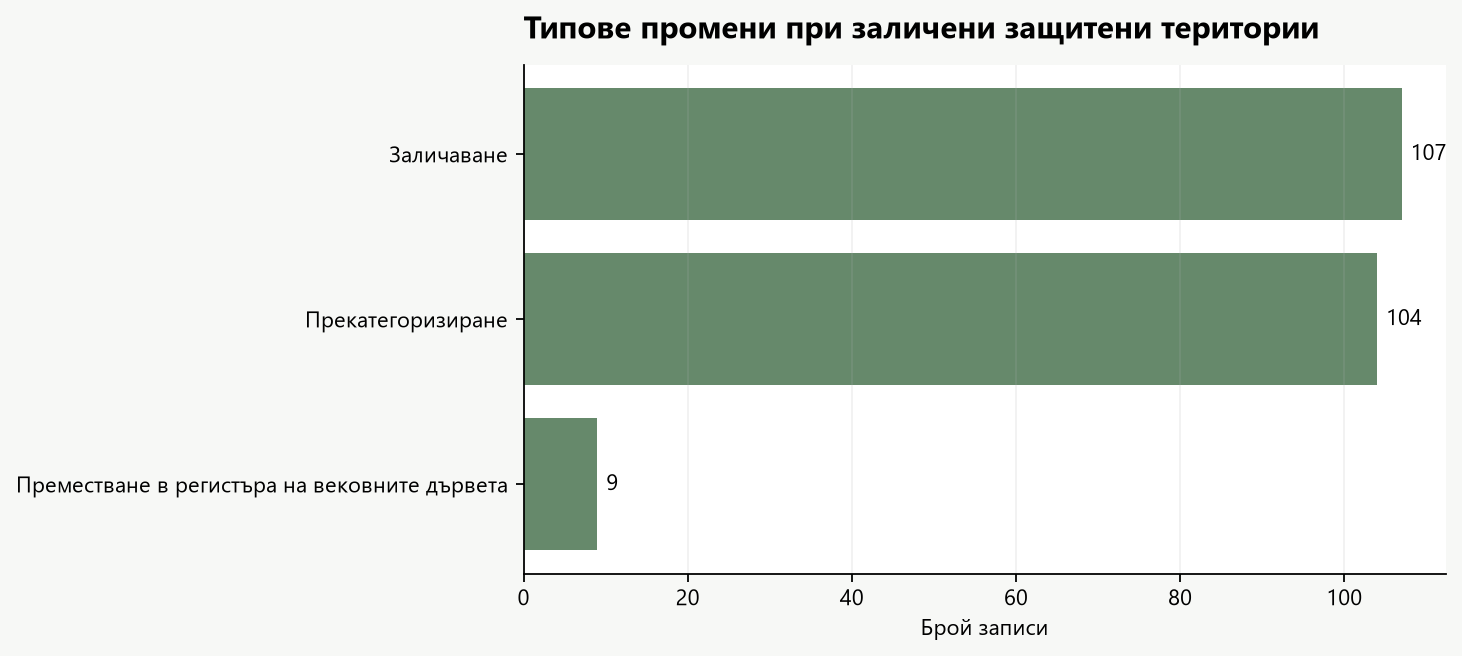 Типове промени при заличени защитени територии
Заличаване
107
Прекатегоризиране
104
Преместване в регистъра на вековните дървета
9
0 20 40 60 80 100
Брой записи